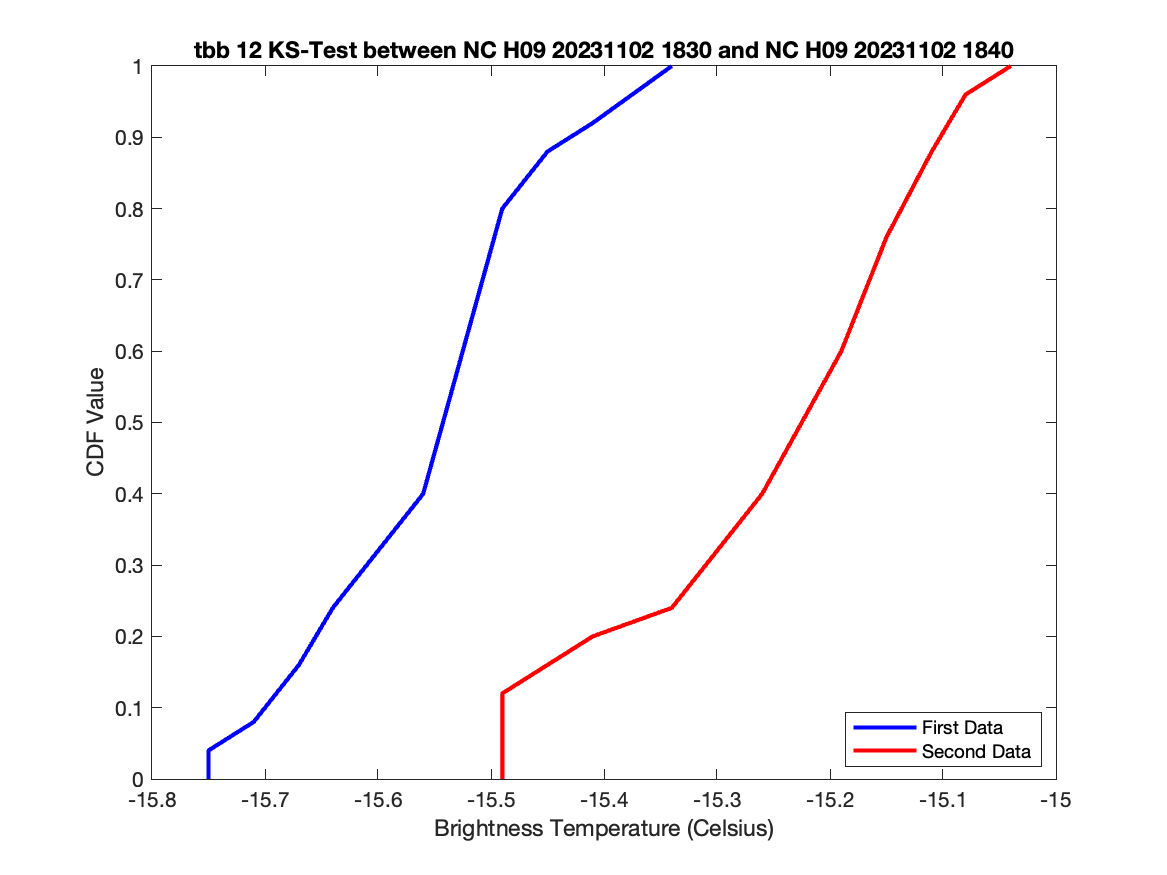 tbb 12 KS-Test between NC H09 20231102 1830 and NC H09 20231102 1840
1
0.9
0.8
0.7
0.6
0.5
0.4
0.3
0.2
0.1
0
CDF Value
First Data
Second Data
-15.8 -15.7 -15.6 -15.5 -15.4 -15.3 -15.2 -15.1 -15
Brightness Temperature (Celsius)